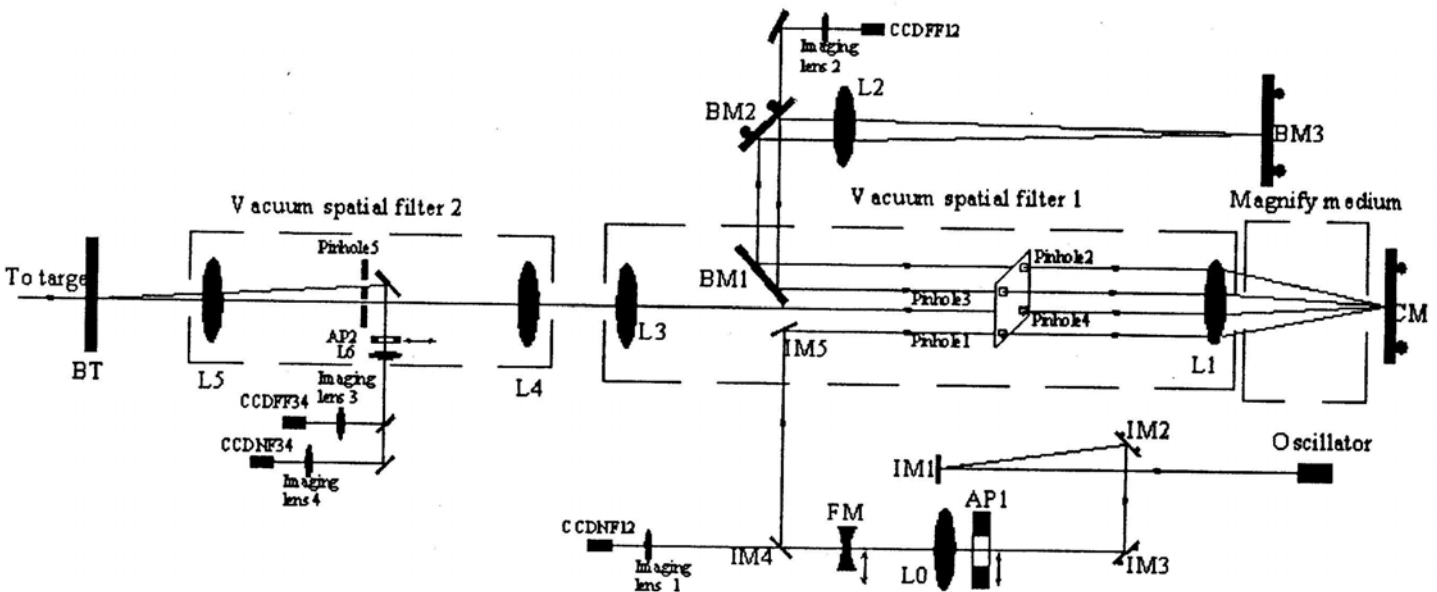 CCDFF12
Imaging
lens 2
L2
BM2
BM3
Vacuum spatial filter 2
Vacuum spatial filter 1
Magnify medium
Pinhole5
Pinhole2
To targe
BM1
Pinhole3
CM
L3
Pinhole4
AP2
L6
Pinhole1
IM5
BT
L5
L4
L1
Imaging
lens 3
CCDFF34
CCDNF34
Imaging
lens 4
IM2
Oscillator
IM1
AP1
FM
CCDNF12
IM4
IM3
L0
Imaging
lens 1